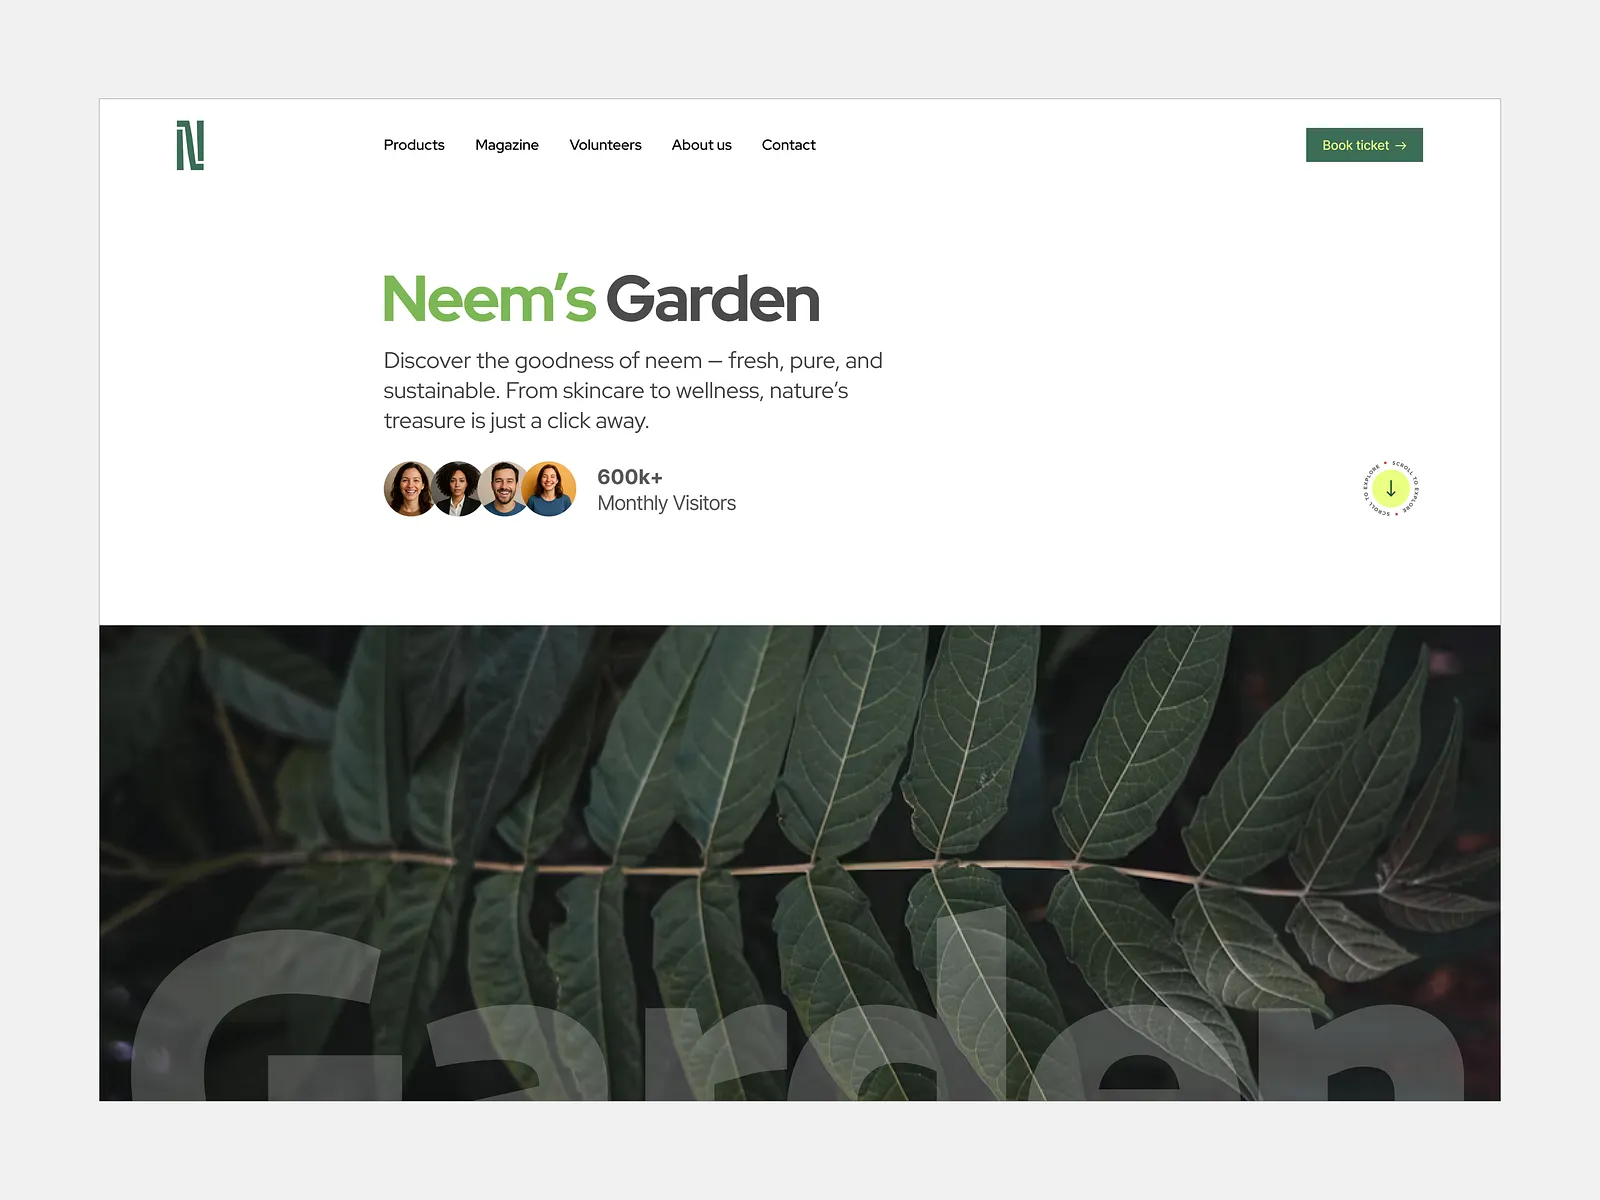 N
Products Magazine Volunteers About us Contact
Book ticket →
Neem’s Garden
Discover the goodness of neem — fresh, pure, and
sustainable. From skincare to wellness, nature’s
treasure is just a click away.
600k+
Monthly Visitors
SCROLL TO EXPLORE • SCROLL TO EXPLORE •
Garden